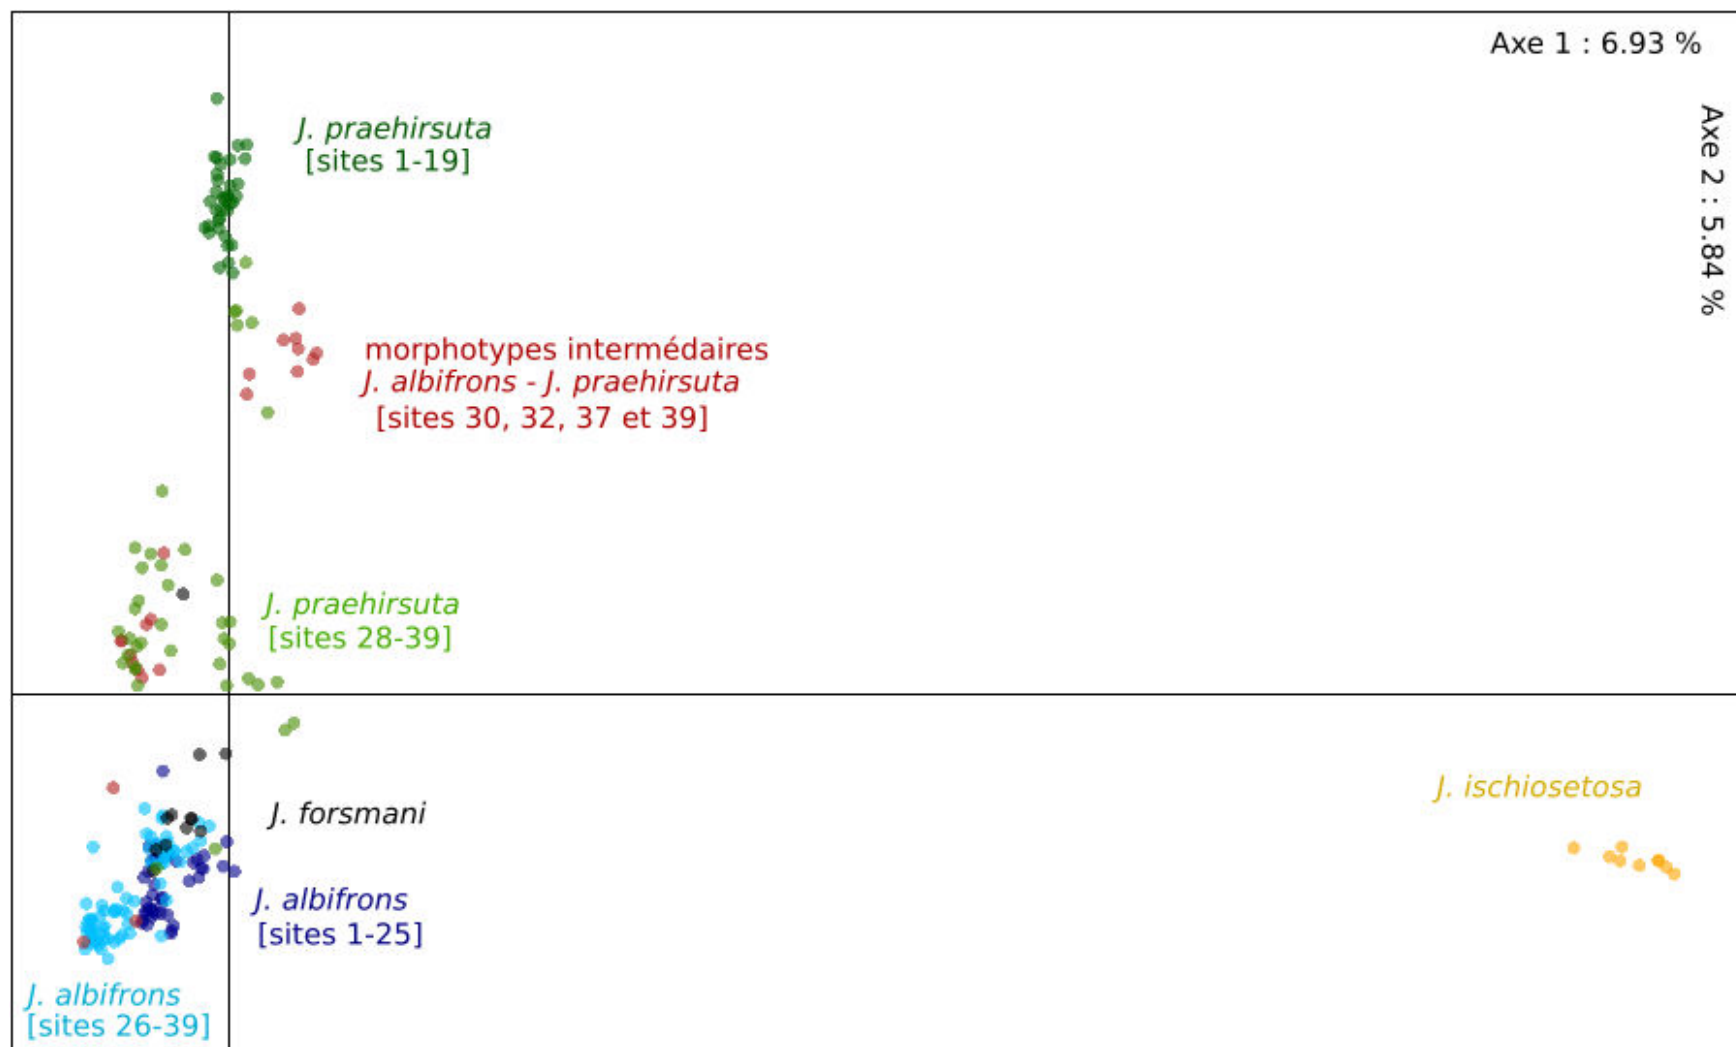 Axe 1 : 6.93 %
Axe 2 : 5.84 %
J. praehirsuta
[sites 1-19]
morphotypes intermédaires
J. albifrons - J. praehirsuta
[sites 30, 32, 37 et 39]
J. praehirsuta
[sites 28-39]
J. ischiosetosa
J. forsmani
J. albifrons
[sites 1-25]
J. albifrons
[sites 26-39]